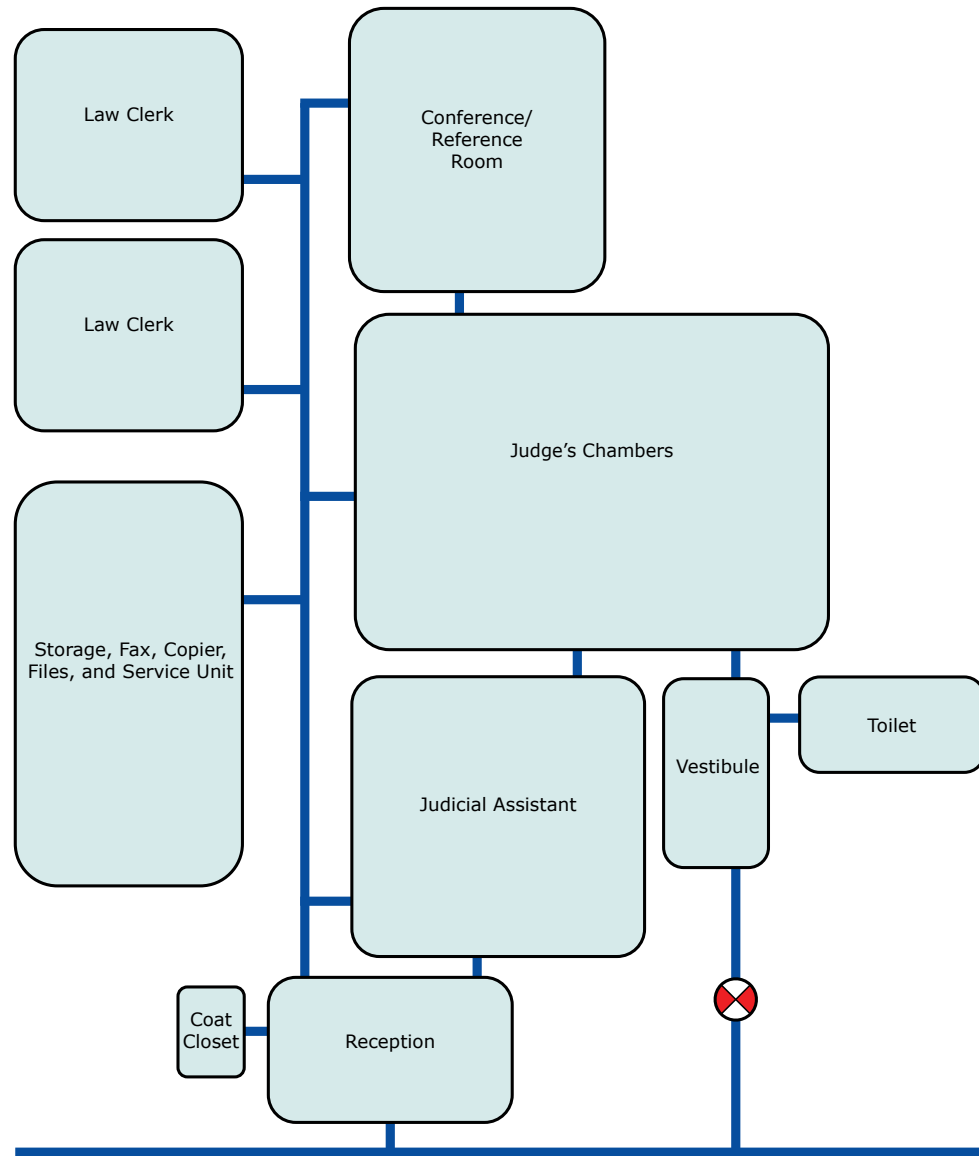 Law Clerk
Conference/
Reference
Room
Law Clerk
Judge’s Chambers
Storage, Fax, Copier,
Files, and Service Unit
Judicial Assistant
Vestibule
Toilet
Coat
Closet
Reception